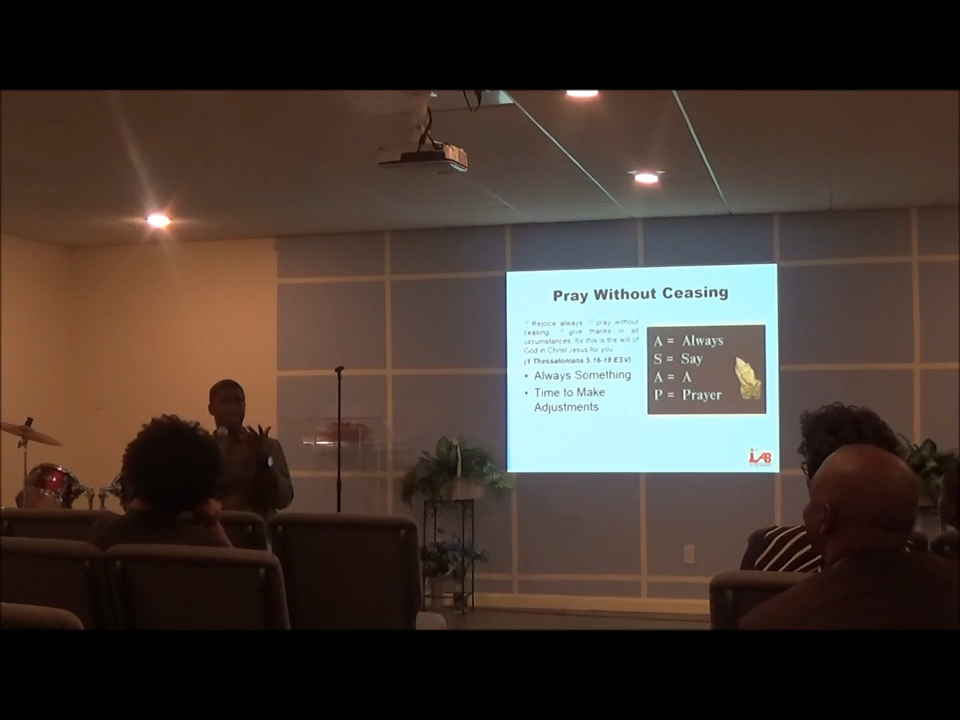 Pray Without Ceasing
Rejoice always, pray without
ceasing, give thanks in all
circumstances; for this is the will of
God in Christ Jesus for you
(1 Thessalonians 5:16-18 ESV)
• Always Something
• Time to Make
Adjustments
A = Always
S = Say
A = A
P = Prayer
iLAB